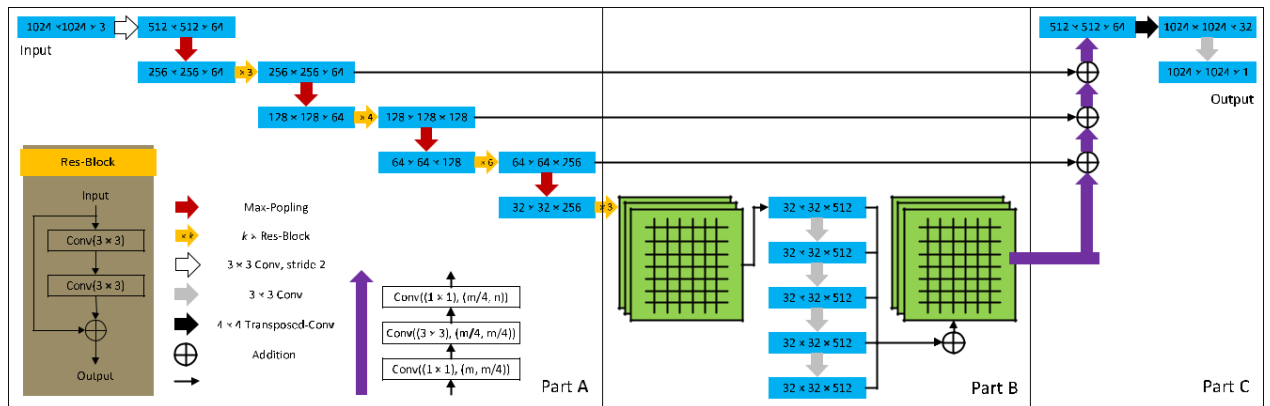 1024 × 1024 × 3
512 × 512 × 64
512 × 512 × 64
1024 × 1024 × 32
Input
256 × 256 × 64
× 3
256 × 256 × 64
1024 × 1024 × 1
Output
128 × 128 × 64
× 4
128 × 128 × 128
Res-Block
64 × 64 × 128
× 6
64 × 64 × 256
Input
Conv(3 × 3)
Conv(3 × 3)
Output
Max-Popling
32 × 32 × 256
× 3
32 × 32 × 512
× k
k × Res-Block
3 × 3 Conv, stride 2
32 × 32 × 512
3 × 3 Conv
32 × 32 × 512
Conv((1 × 1), (m/4, n))
4 × 4 Transposed-Conv
Conv((3 × 3), (m/4, m/4))
32 × 32 × 512
Addition
Conv((1 × 1), (m, m/4))
32 × 32 × 512
Part A
Part B
Part C